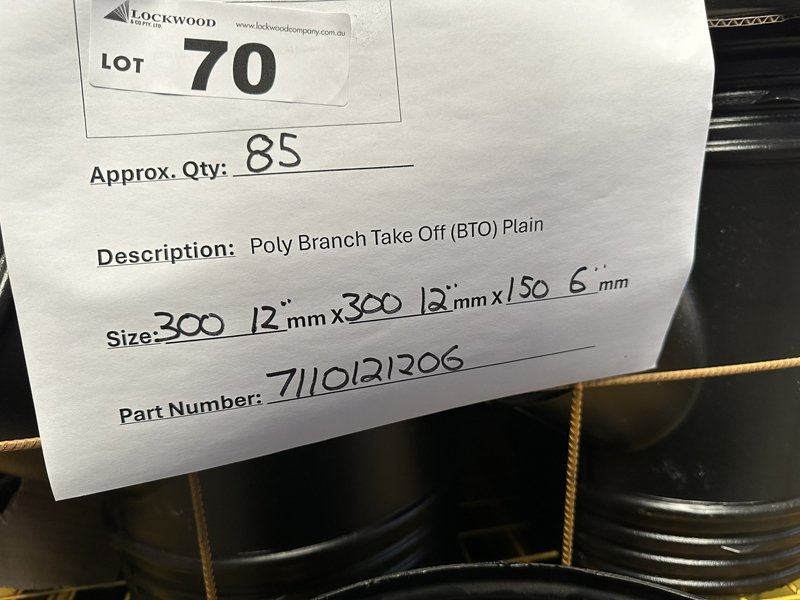 LOCKWOOD
& CO PTY. LTD.
www.lockwoodcompany.com.au
LOT 70
Approx. Qty: 85
Description: Poly Branch Take Off (BTO) Plain
Size: 300 12" mm X 300 12" mm X 150 6" mm
Part Number: 7110121206